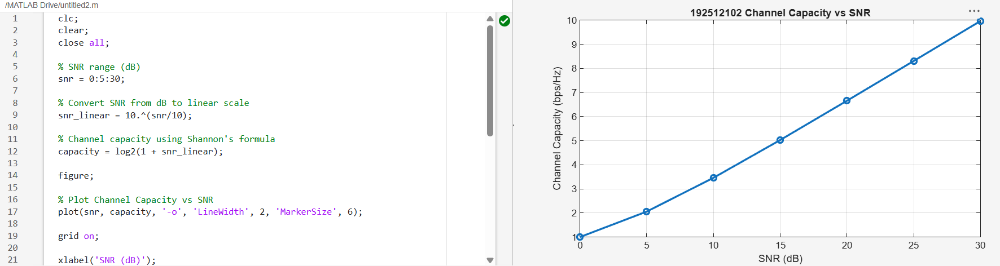 /MATLAB Drive/untitled2.m
1 clc;
2 clear;
3 close all;
4
5 % SNR range (dB)
6 snr = 0:5:30;
7
8 % Convert SNR from dB to linear scale
9 snr_linear = 10.^(snr/10);
10
11 % Channel capacity using Shannon's formula
12 capacity = log2(1 + snr_linear);
13
14 figure;
15
16 % Plot Channel Capacity vs SNR
17 plot(snr, capacity, '-o', 'LineWidth', 2, 'MarkerSize', 6);
18
19 grid on;
20
21 xlabel('SNR (dB)');
192512102 Channel Capacity vs SNR
Channel Capacity (bps/Hz)
10
9
8
7
6
5
4
3
2
1
0 5 10 15 20 25 30
SNR (dB)